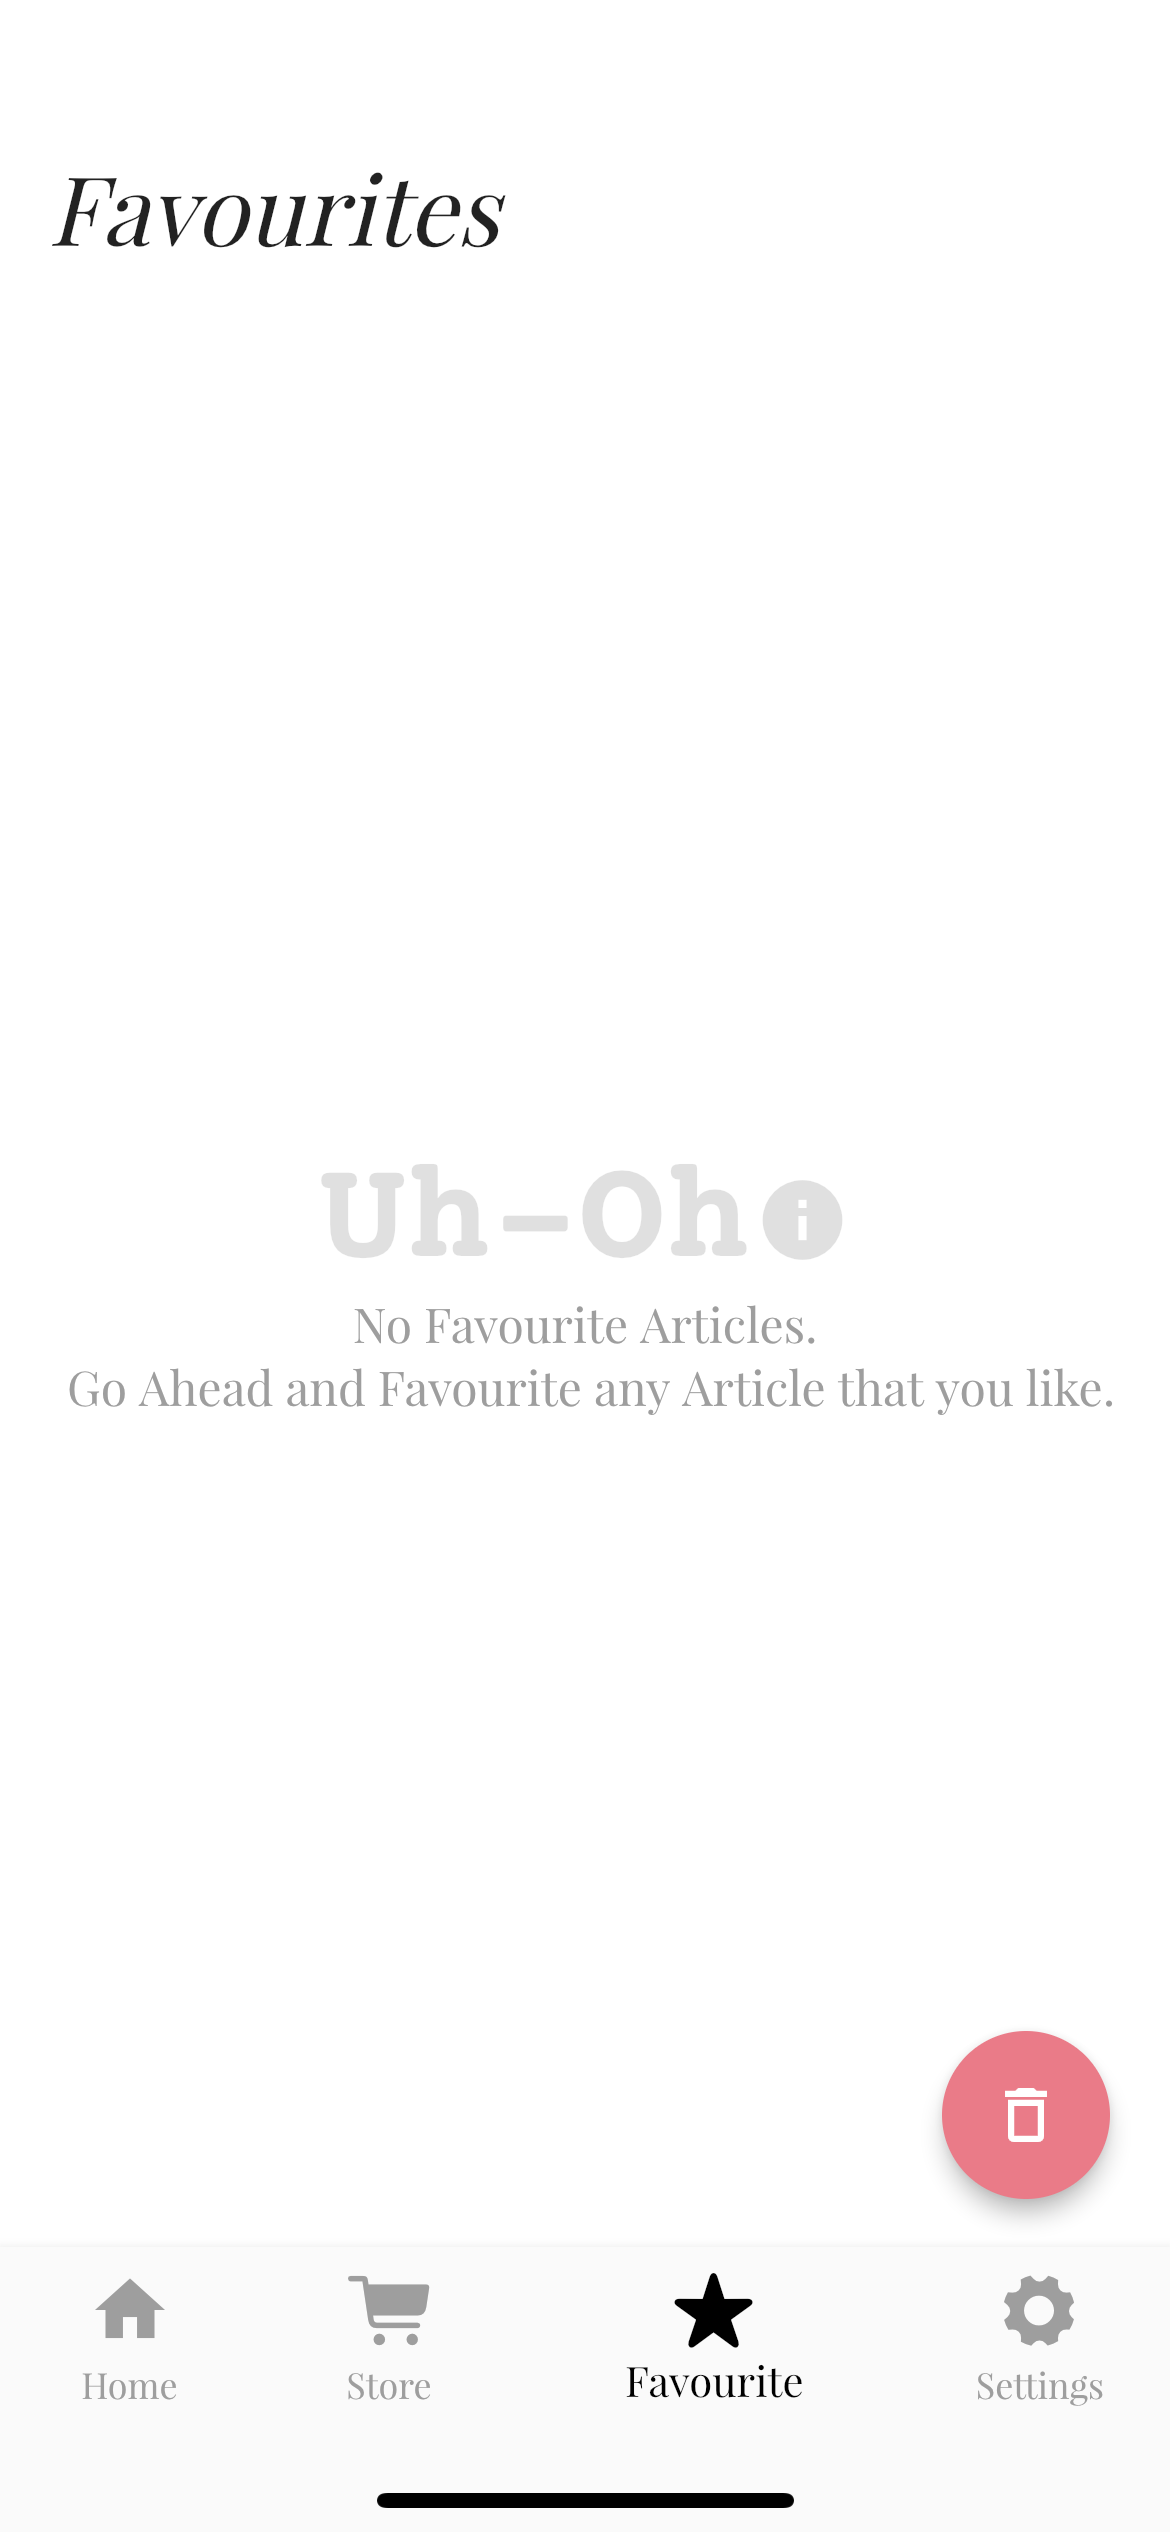 Favourites
Uh-Oh
No Favourite Articles.
Go Ahead and Favourite any Article that you like.
Home
Store
Favourite
Settings